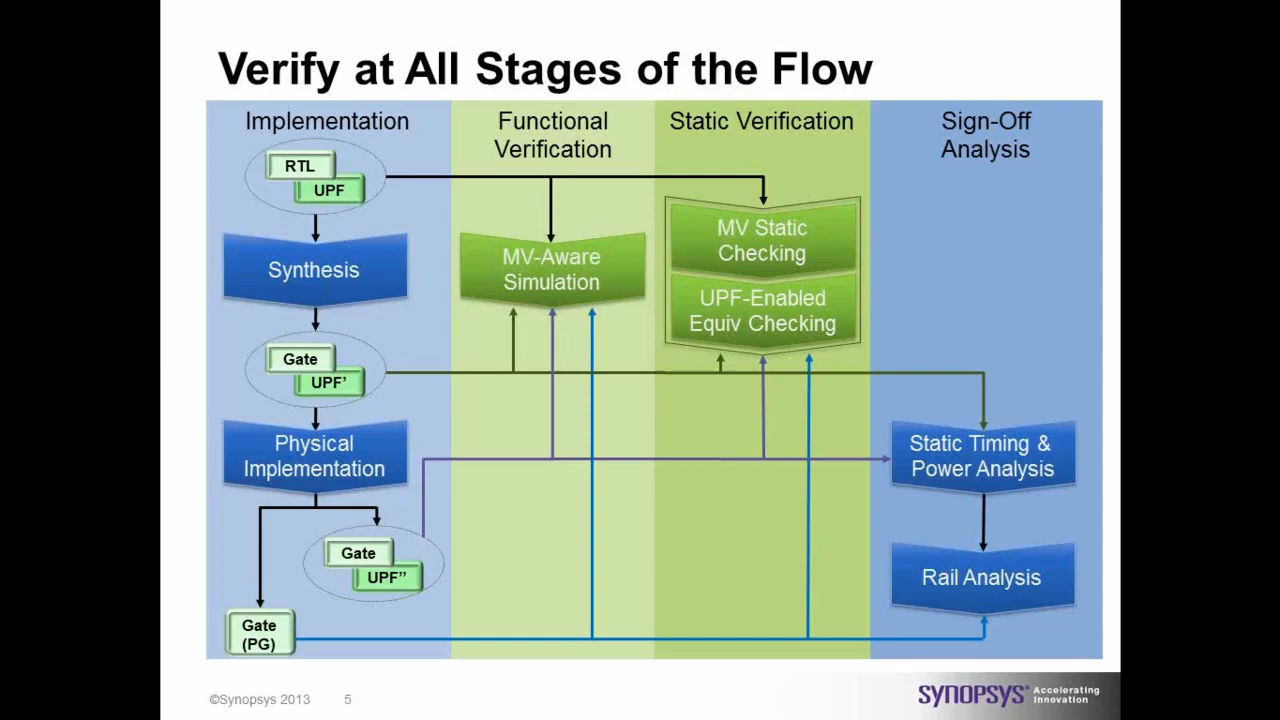 Verify at All Stages of the Flow
Implementation
Functional
Verification
Static Verification
Sign-Off
Analysis
RTL
UPF
Synthesis
MV-Aware
Simulation
MV Static
Checking
UPF-Enabled
Equiv Checking
Gate
UPF’
Physical
Implementation
Static Timing &
Power Analysis
Gate
UPF”
Rail Analysis
Gate
(PG)
©Synopsys 2013
5
SYNOPSYS®
Accelerating
Innovation